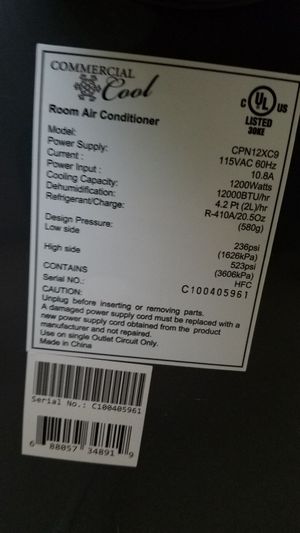 COMMERCIAL
Cool
C UL US
LISTED
30KE
Room Air Conditioner
Model: CPN12XC9
Power Supply: 115VAC 60Hz
Current : 10.8A
Power Input : 1200Watts
Cooling Capacity: 12000BTU/hr
Dehumidification: 4.2 Pt (2L)/hr
Refrigerant/Charge: R-410A/20.5Oz
(580g)
Design Pressure:
Low side 236psi
(1626kPa)
High side 523psi
(3606kPa)
CONTAINS HFC
Serial NO.: C100405961
CAUTION:
Unplug before inserting or removing parts.
A damaged power supply cord must be replaced with a
new power supply cord obtained from the product
manufacturer and not repaired.
Use on single Outlet Circuit Only.
Made in China
Serial No.: C100405961
6 88057 34891 9